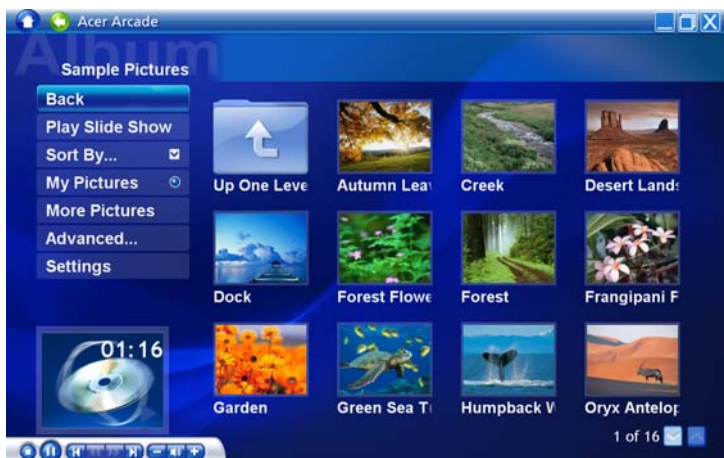 Acer Arcade
Album
Sample Pictures
Back
Play Slide Show
Sort By...
My Pictures
More Pictures
Advanced...
Settings
Up One Leve
Autumn Lea
Creek
Desert Lands
Dock
Forest Flowe
Forest
Frangipani F
Garden
Green Sea T
Humpback W
Oryx Antelop
01:16
1 of 16